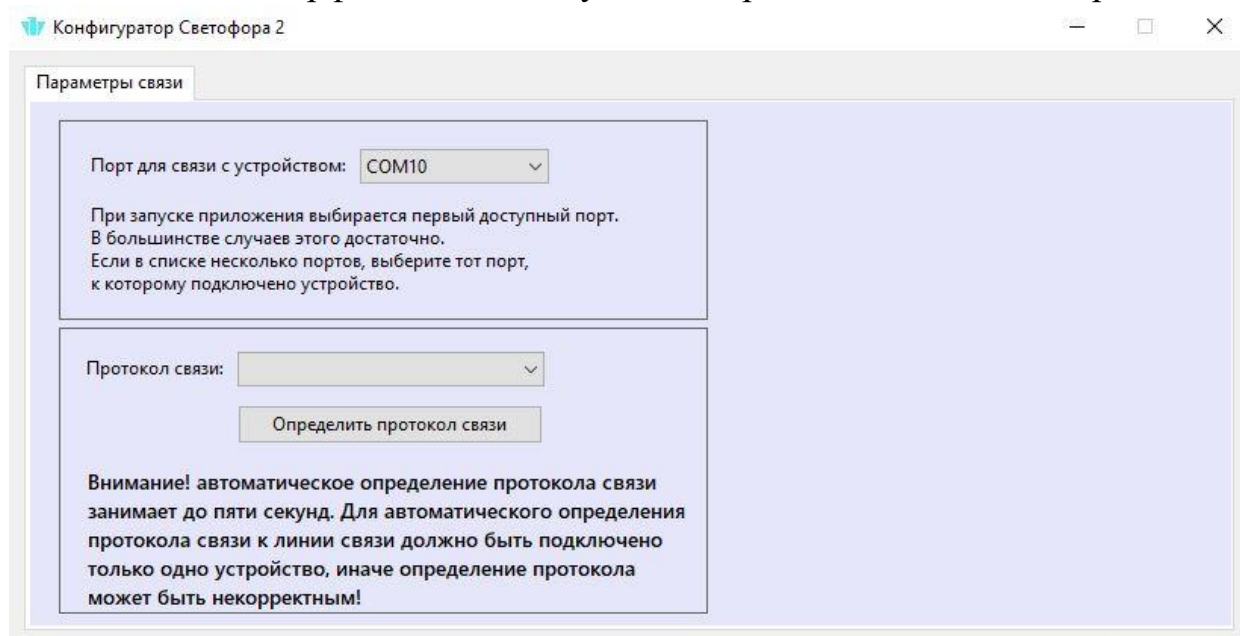 Конфигуратор Светофора 2
Параметры связи
Порт для связи с устройством: COM10
При запуске приложения выбирается первый доступный порт.
В большинстве случаев этого достаточно.
Если в списке несколько портов, выберите тот порт,
к которому подключено устройство.
Протокол связи:
Определить протокол связи
Внимание! автоматическое определение протокола связи
занимает до пяти секунд. Для автоматического определения
протокола связи к линии связи должно быть подключено
только одно устройство, иначе определение протокола
может быть некорректным!